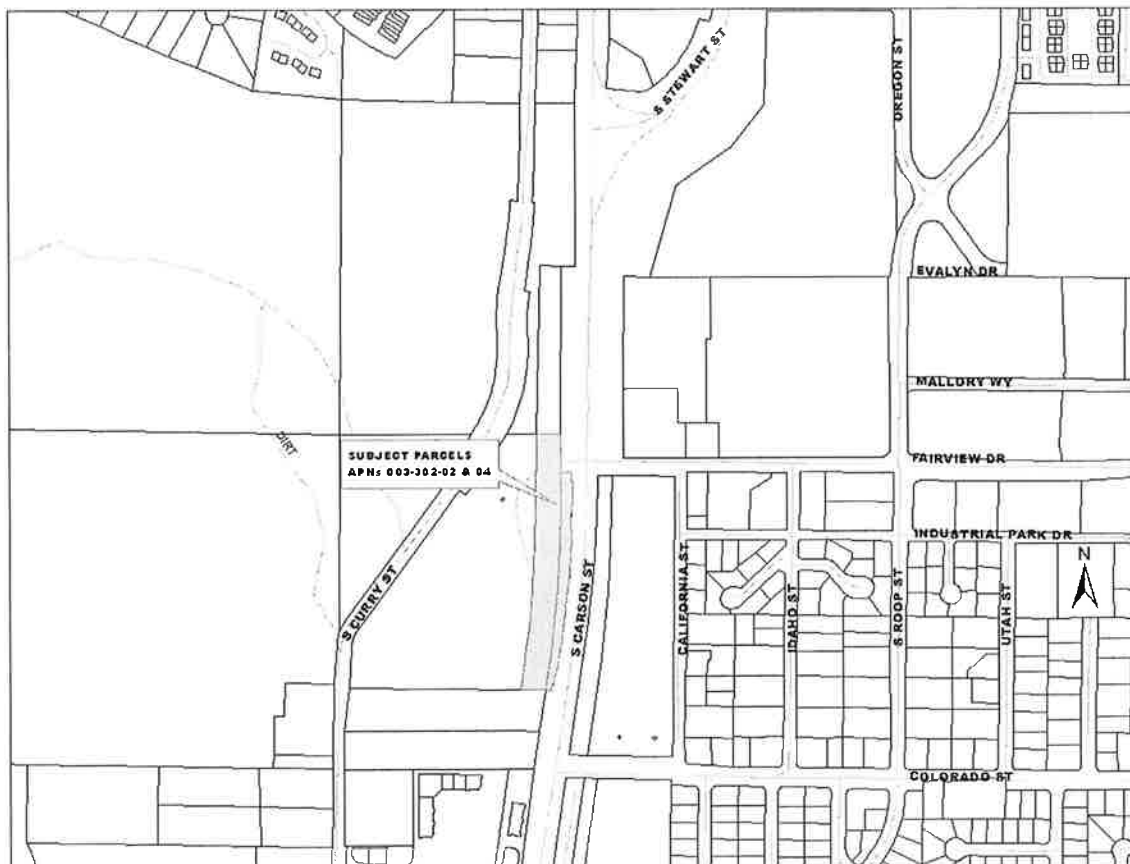 S STEWART ST
OREGON ST
EVALYN DR
MALLORY WY
DIRT
SUBJECT PARCELS
APNs 003-302-02 & 04
FAIRVIEW DR
INDUSTRIAL PARK DR
N
S CURRY ST
S CARSON ST
CALIFORNIA ST
IDAHO ST
S ROOP ST
UTAH ST
COLORADO ST